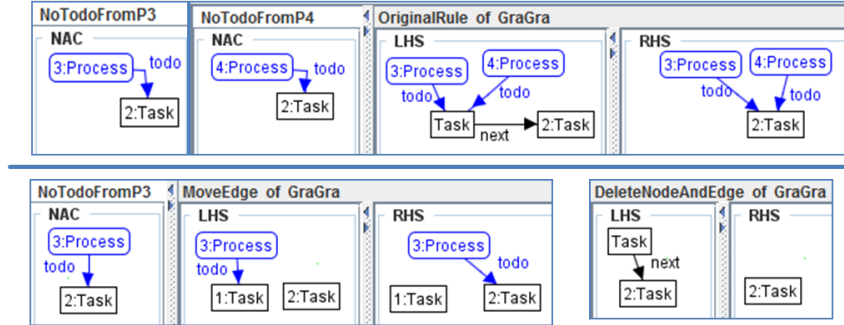 NoTodoFromP3
NAC
3:Process
todo
2:Task
NoTodoFromP4
NAC
4:Process
todo
2:Task
OriginalRule of GraGra
LHS
3:Process
4:Process
todo
todo
Task
next
2:Task
RHS
3:Process
4:Process
todo
todo
2:Task
NoTodoFromP3
NAC
3:Process
todo
2:Task
MoveEdge of GraGra
LHS
3:Process
todo
1:Task
2:Task
RHS
3:Process
todo
1:Task
2:Task
DeleteNodeAndEdge of GraGra
LHS
Task
next
2:Task
RHS
2:Task